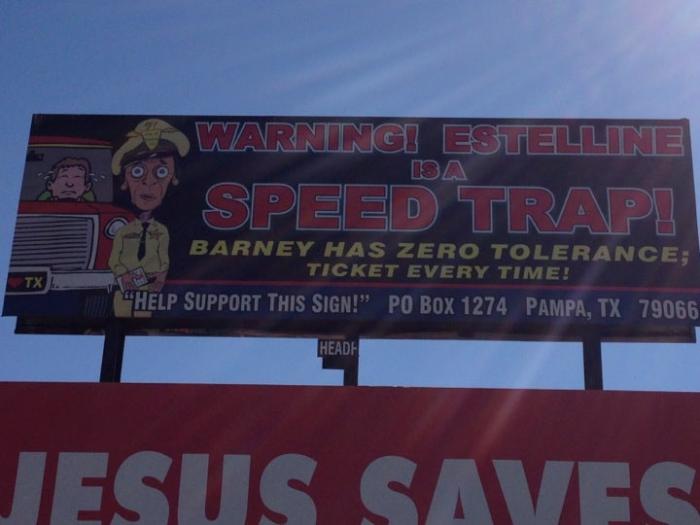 WARNING! ESTELLINE
IS A
SPEED TRAP!
BARNEY HAS ZERO TOLERANCE;
TICKET EVERY TIME!
TX
"HELP SUPPORT THIS SIGN!" PO BOX 1274 PAMPA, TX 79066
HEADR
JESUS SAVES